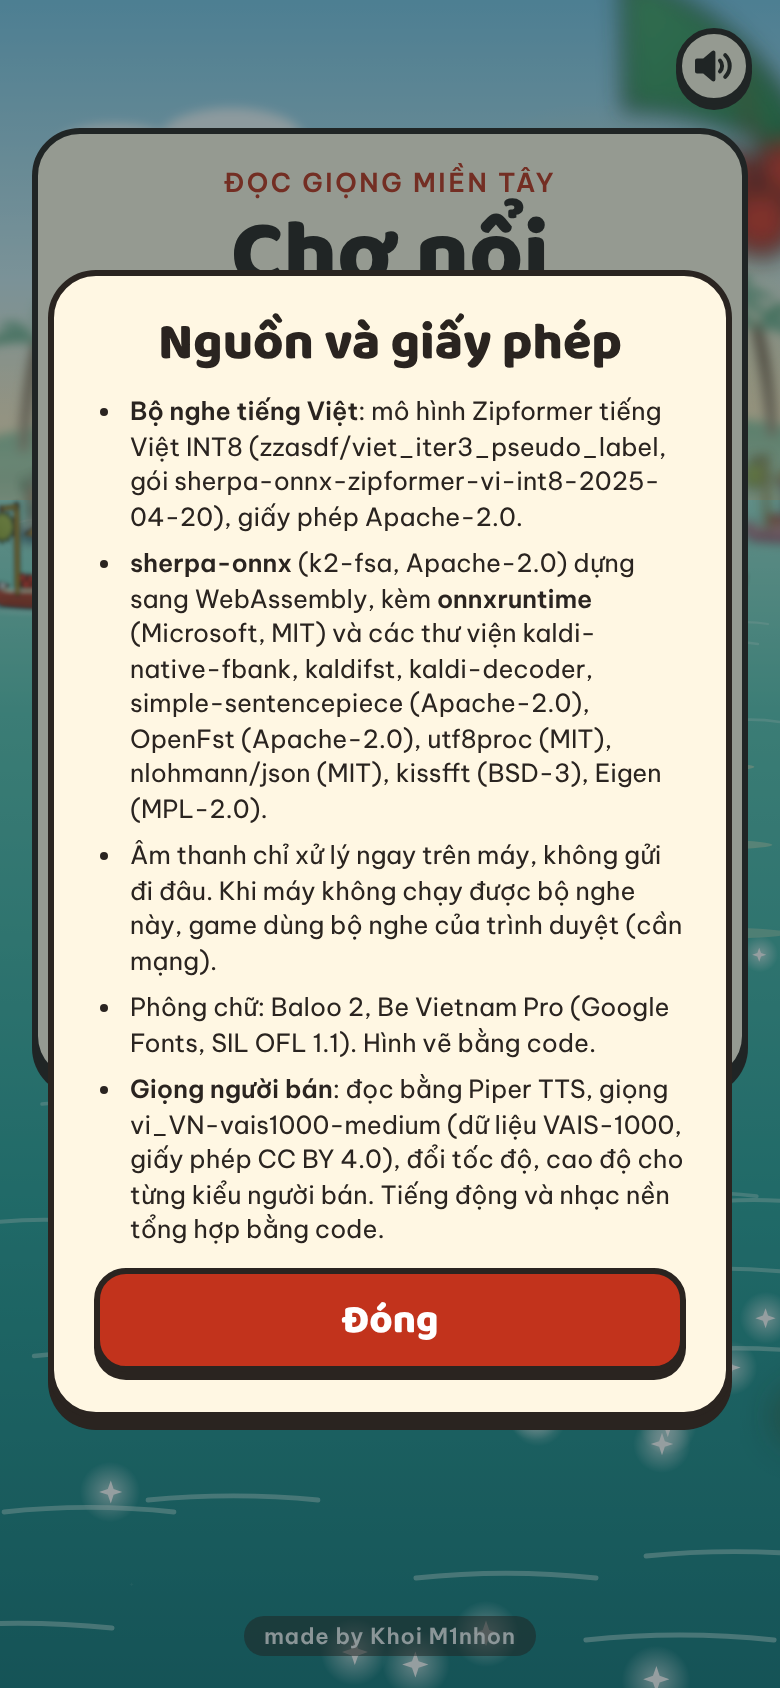 ĐỌC GIỌNG MIỀN TÂY
Chợ nổi
Nguồn và giấy phép
• Bộ nghe tiếng Việt: mô hình Zipformer tiếng
Việt INT8 (zzasdf/viet_iter3_pseudo_label,
gói sherpa-onnx-zipformer-vi-int8-2025-
04-20), giấy phép Apache-2.0.
• sherpa-onnx (k2-fsa, Apache-2.0) dựng
sang WebAssembly, kèm onnxruntime
(Microsoft, MIT) và các thư viện kaldi-
native-fbank, kaldifst, kaldi-decoder,
simple-sentencepiece (Apache-2.0),
OpenFst (Apache-2.0), utf8proc (MIT),
nlohmann/json (MIT), kissfft (BSD-3), Eigen
(MPL-2.0).
• Âm thanh chỉ xử lý ngay trên máy, không gửi
đi đâu. Khi máy không chạy được bộ nghe
này, game dùng bộ nghe của trình duyệt (cần
mạng).
• Phông chữ: Baloo 2, Be Vietnam Pro (Google
Fonts, SIL OFL 1.1). Hình vẽ bằng code.
• Giọng người bán: đọc bằng Piper TTS, giọng
vi_VN-vais1000-medium (dữ liệu VAIS-1000,
giấy phép CC BY 4.0), đổi tốc độ, cao độ cho
từng kiểu người bán. Tiếng động và nhạc nền
tổng hợp bằng code.
Đóng
made by Khoi M1nhon